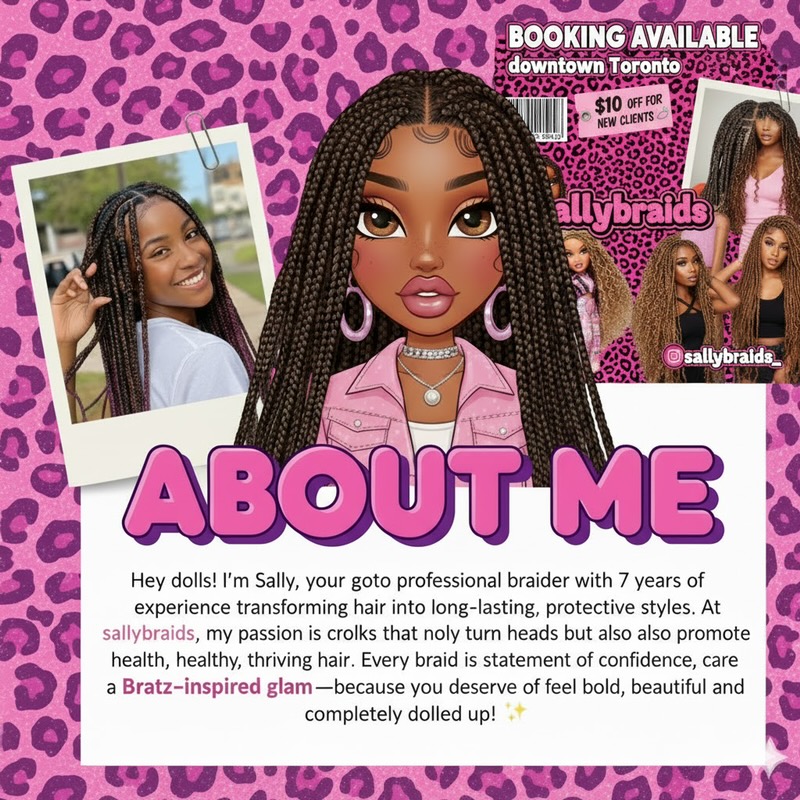 BOOKING AVAILABLE
downtown Toronto
$10 OFF FOR
NEW CLIENTS
allybraids
sallybraids_
ABOUT ME
Hey dolls! I'm Sally, your goto professional braider with 7 years of
experience transforming hair into long-lasting, protective styles. At
sallybraids, my passion is crolks that noly turn heads but also also promote
health, healthy, thriving hair. Every braid is statement of confidence, care
a Bratz-inspired glam—because you deserve of feel bold, beautiful and
completely dolled up! ✨